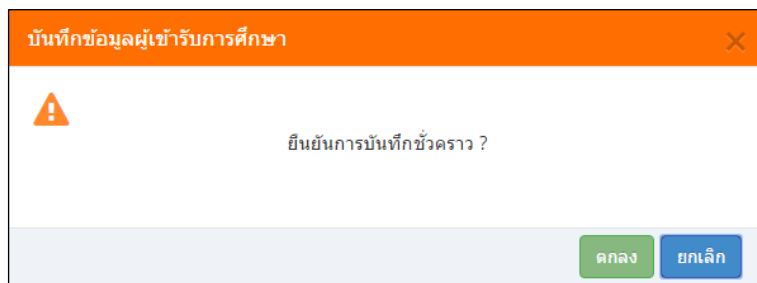 บันทึกข้อมูลผู้เข้ารับการศึกษา
ยืนยันการบันทึกชั่วคราว ?
ตกลง ยกเลิก